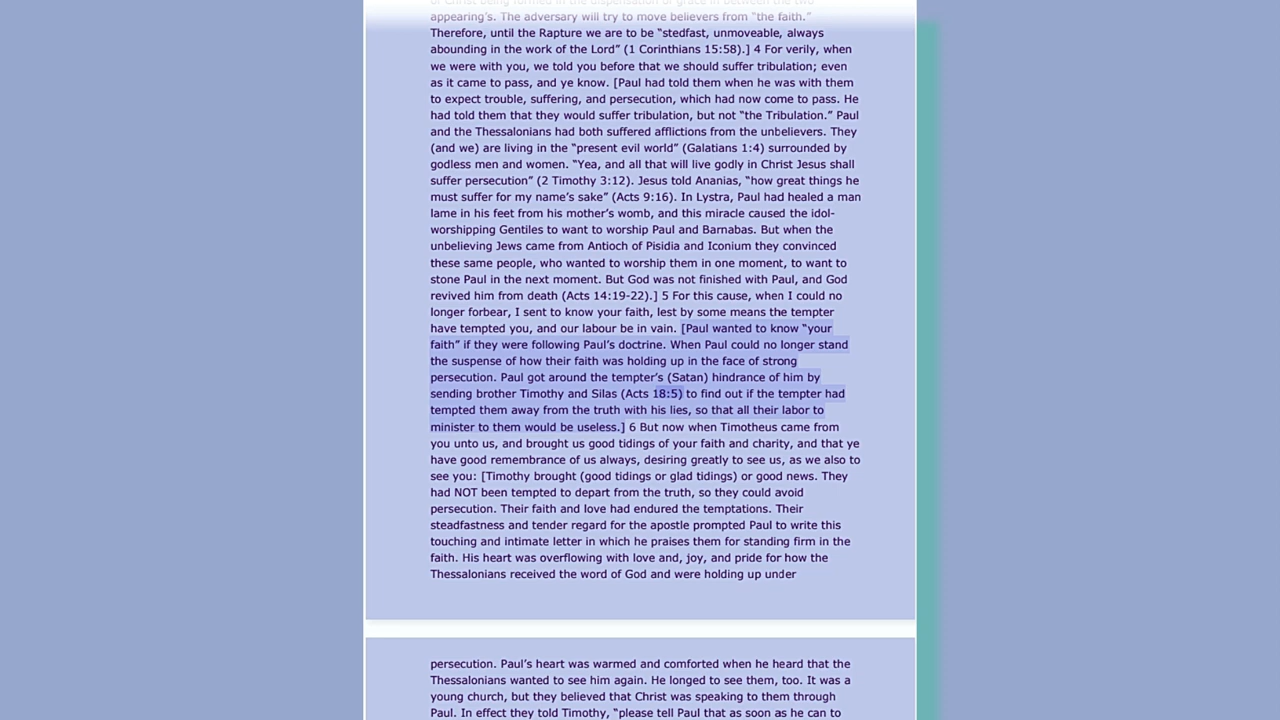 of Christ being formed in the dispensation of grace in between the two
appearing’s. The adversary will try to move believers from “the faith.”
Therefore, until the Rapture we are to be “stedfast, unmoveable, always
abounding in the work of the Lord” (1 Corinthians 15:58).] 4 For verily, when
we were with you, we told you before that we should suffer tribulation; even
as it came to pass, and ye know. [Paul had told them when he was with them
to expect trouble, suffering, and persecution, which had now come to pass. He
had told them that they would suffer tribulation, but not “the Tribulation.” Paul
and the Thessalonians had both suffered afflictions from the unbelievers. They
(and we) are living in the “present evil world” (Galatians 1:4) surrounded by
godless men and women. “Yea, and all that will live godly in Christ Jesus shall
suffer persecution” (2 Timothy 3:12). Jesus told Ananias, “how great things he
must suffer for my name’s sake” (Acts 9:16). In Lystra, Paul had healed a man
lame in his feet from his mother’s womb, and this miracle caused the idol-
worshipping Gentiles to want to worship Paul and Barnabas. But when the
unbelieving Jews came from Antioch of Pisidia and Iconium they convinced
these same people, who wanted to worship them in one moment, to want to
stone Paul in the next moment. But God was not finished with Paul, and God
revived him from death (Acts 14:19-22).] 5 For this cause, when I could no
longer forbear, I sent to know your faith, lest by some means the tempter
have tempted you, and our labour be in vain. [Paul wanted to know “your
faith” if they were following Paul’s doctrine. When Paul could no longer stand
the suspense of how their faith was holding up in the face of strong
persecution. Paul got around the tempter’s (Satan) hindrance of him by
sending brother Timothy and Silas (Acts 18:5) to find out if the tempter had
tempted them away from the truth with his lies, so that all their labor to
minister to them would be useless.] 6 But now when Timotheus came from
you unto us, and brought us good tidings of your faith and charity, and that ye
have good remembrance of us always, desiring greatly to see us, as we also to
see you: [Timothy brought (good tidings or glad tidings) or good news. They
had NOT been tempted to depart from the truth, so they could avoid
persecution. Their faith and love had endured the temptations. Their
steadfastness and tender regard for the apostle prompted Paul to write this
touching and intimate letter in which he praises them for standing firm in the
faith. His heart was overflowing with love and, joy, and pride for how the
Thessalonians received the word of God and were holding up under
persecution. Paul’s heart was warmed and comforted when he heard that the
Thessalonians wanted to see him again. He longed to see them, too. It was a
young church, but they believed that Christ was speaking to them through
Paul. In effect they told Timothy, “please tell Paul that as soon as he can to